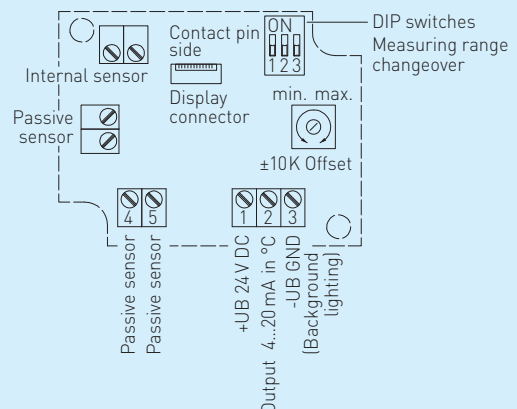 Contact pin
side
ON
1 2 3
DIP switches
Measuring range
changeover
Internal sensor
Display
connector
Passive
sensor
min. max.
±10K Offset
4 5
1 2 3
Passive sensor
Passive sensor
+UB 24 V DC
Output 4...20 mA in °C
-UB GND
(Background
lighting)